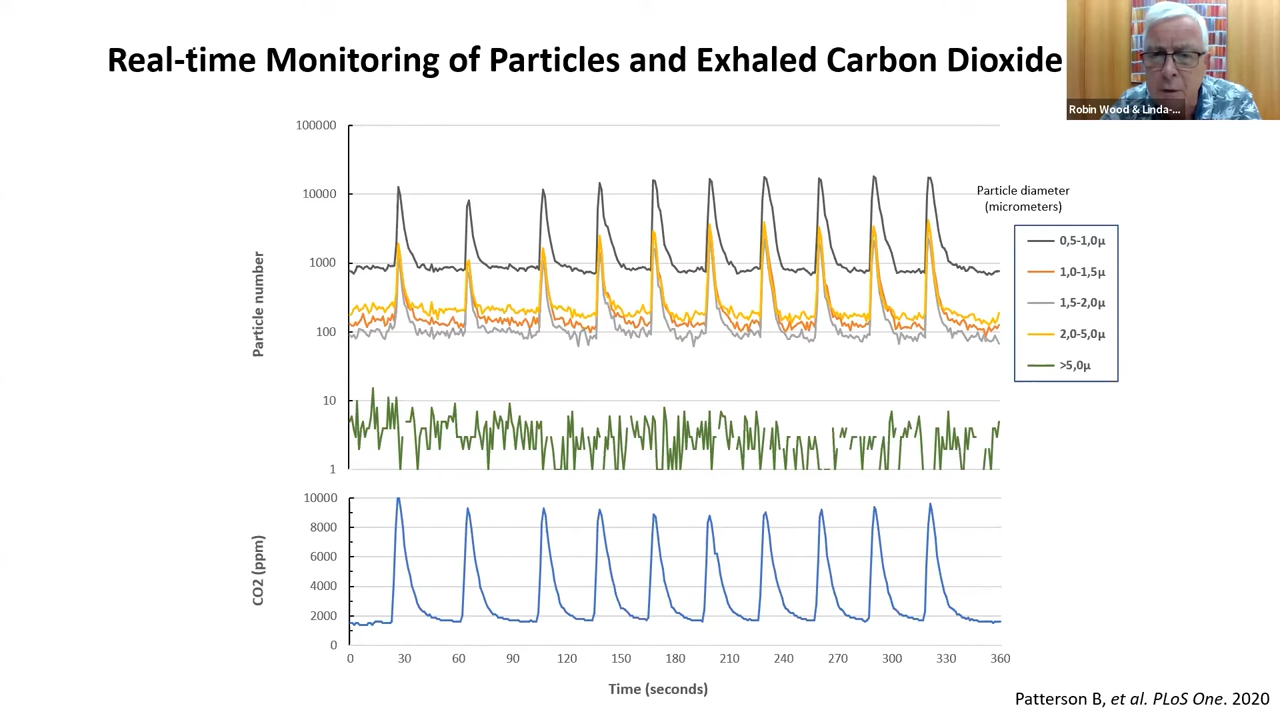 Real-time Monitoring of Particles and Exhaled Carbon Dioxide
Robin Wood & Linda-...
100000
10000
1000
100
10
1
Particle number
Particle diameter
(micrometers)
0,5-1,0µ
1,0-1,5µ
1,5-2,0µ
2,0-5,0µ
>5,0µ
10000
8000
6000
4000
2000
0
CO2 (ppm)
0 30 60 90 120 150 180 210 240 270 300 330 360
Time (seconds)
Patterson B, et al. PLoS One. 2020